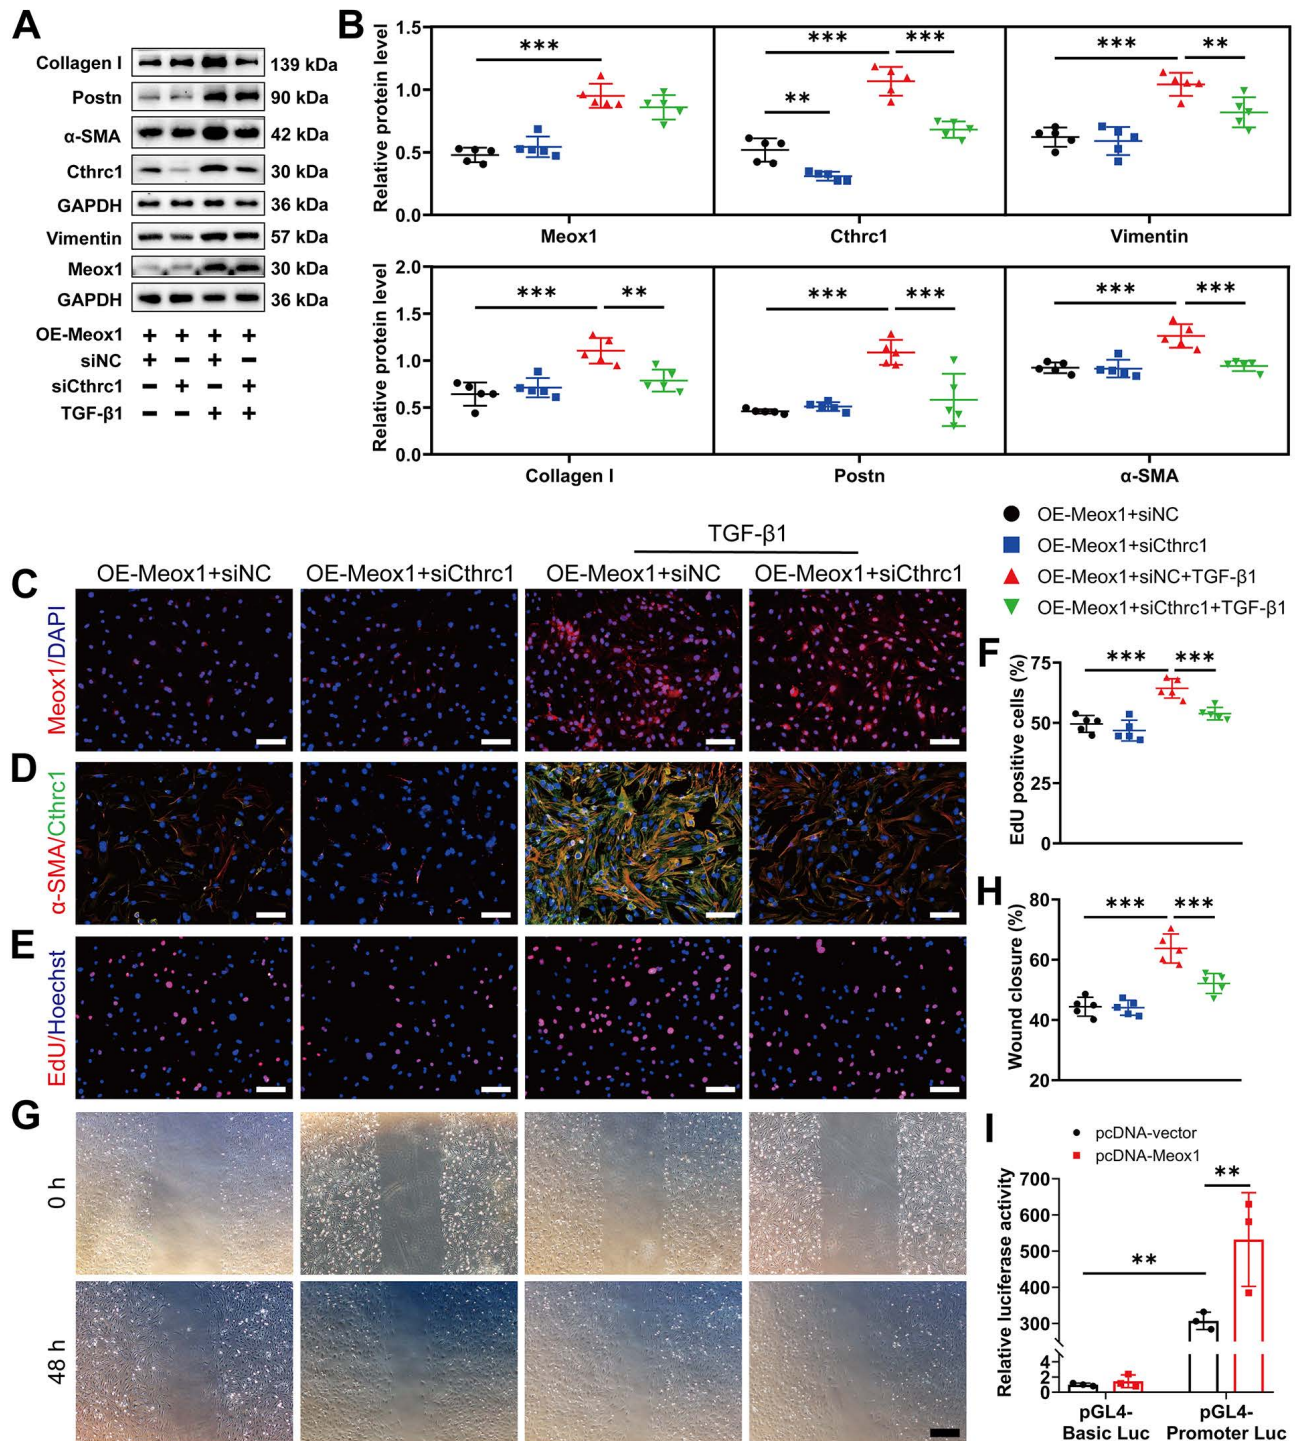 A
Collagen I 139 kDa
Postn 90 kDa
α-SMA 42 kDa
Cthrc1 30 kDa
GAPDH 36 kDa
Vimentin 57 kDa
Meox1 30 kDa
GAPDH 36 kDa
OE-Meox1 + + + +
siNC + − + −
siCthrc1 − + − +
TGF-β1 − − + +
B
Relative protein level
1.5
1.0
0.5
0.0
***
*** *** **
*** **
Meox1 Cthrc1 Vimentin
Relative protein level
2.0
1.5
1.0
0.5
0.0
*** **
*** ***
*** ***
Collagen I Postn α-SMA
OE-Meox1+siNC
OE-Meox1+siCthrc1
OE-Meox1+siNC+TGF-β1
OE-Meox1+siCthrc1+TGF-β1
TGF-β1
OE-Meox1+siNC OE-Meox1+siCthrc1 OE-Meox1+siNC OE-Meox1+siCthrc1
C
Meox1/DAPI
D
α-SMA/Cthrc1
E
EdU/Hoechst
F
EdU positive cells (%)
75
50
25
0
*** ***
G
0 h
48 h
H
Wound closure (%)
80
60
40
20
*** ***
I
pcDNA-vector
pcDNA-Meox1
Relative luciferase activity
700
600
500
400
300
4
2
0
**
**
pGL4- pGL4-
Basic Luc Promoter Luc